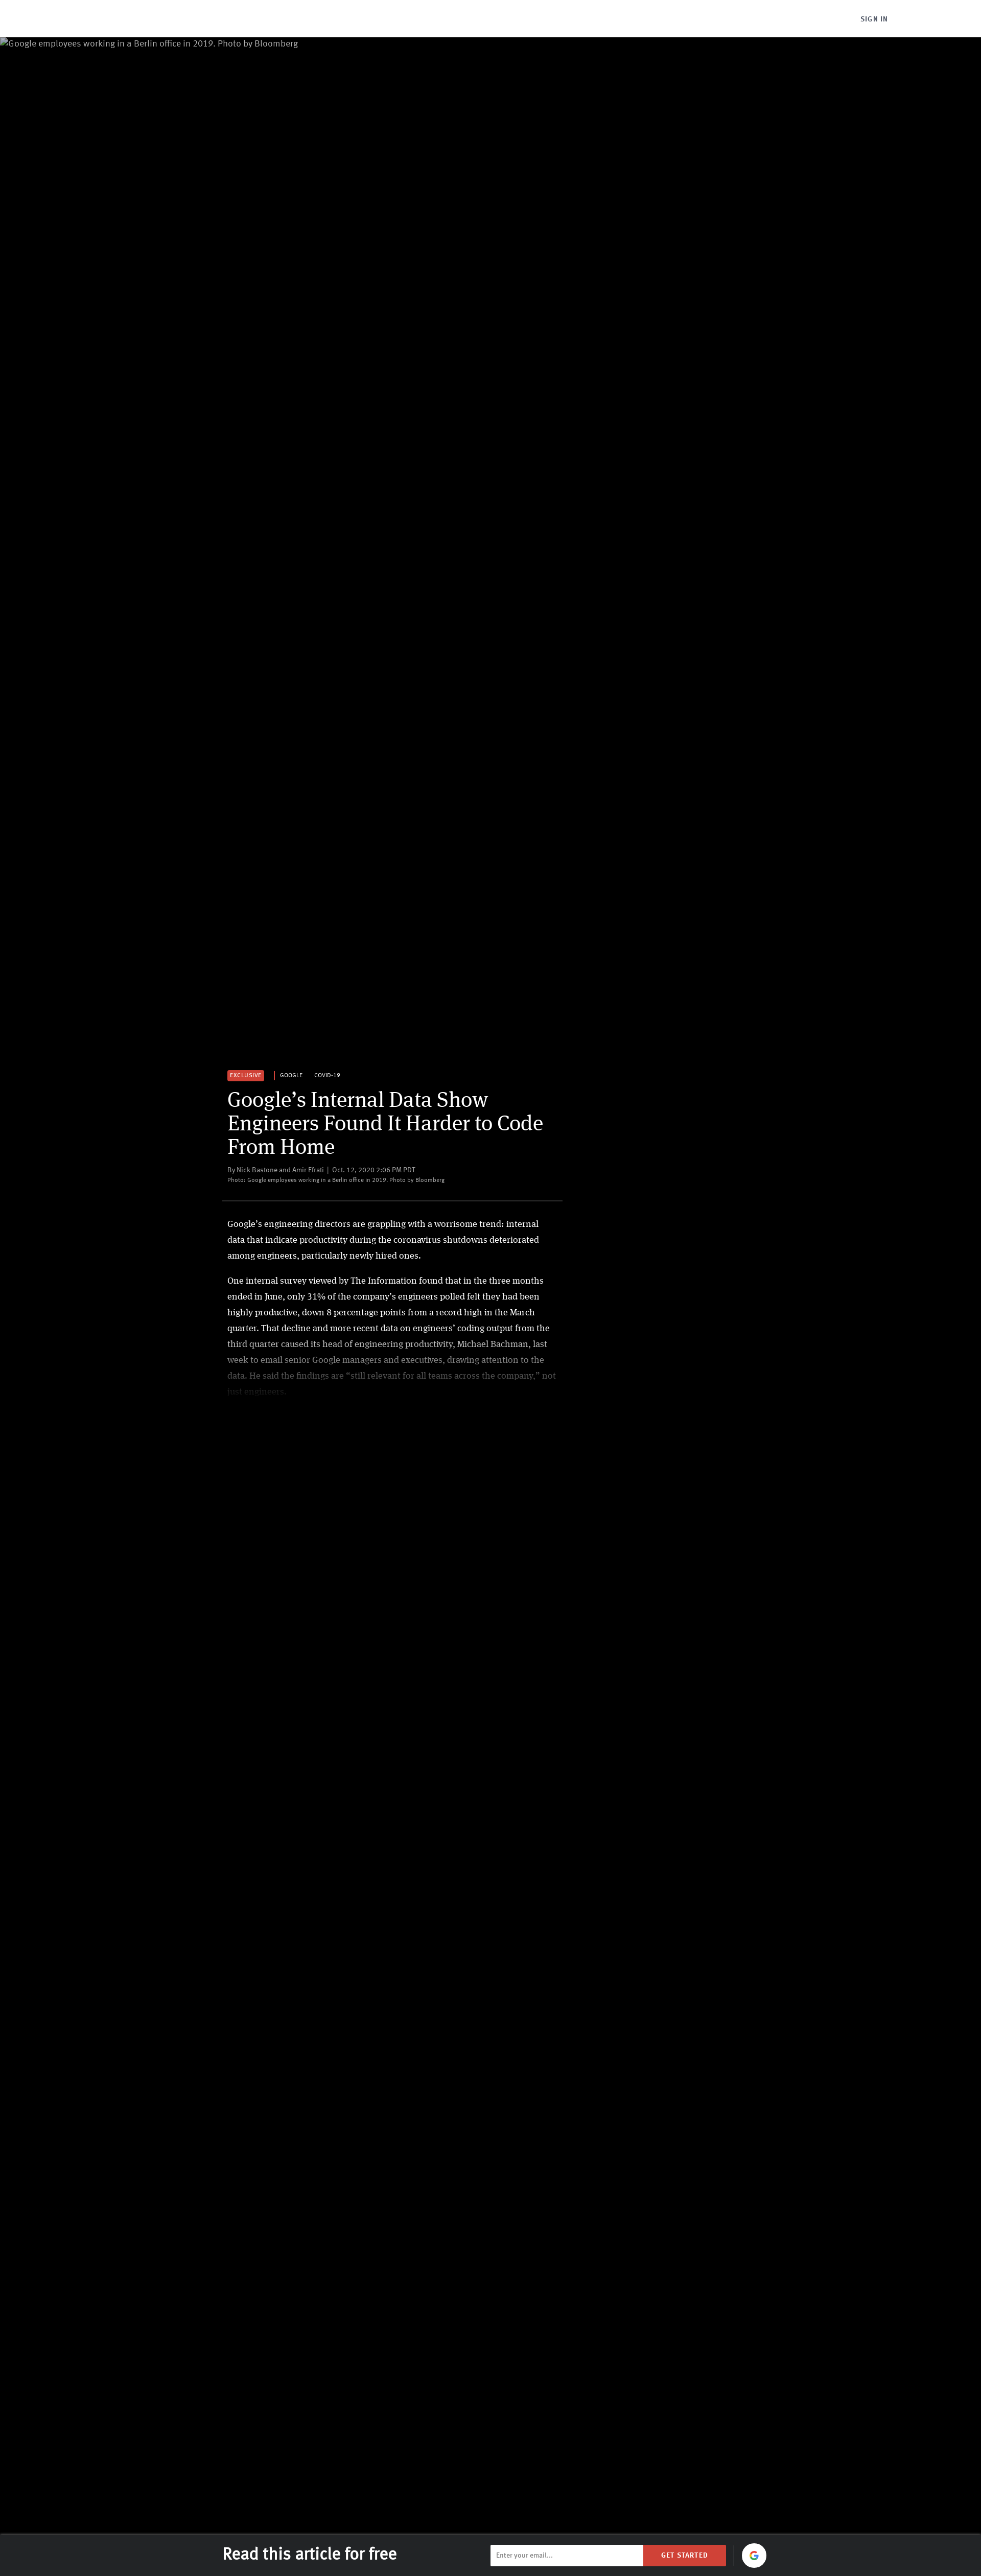 SIGN IN
Google employees working in a Berlin office in 2019. Photo by Bloomberg
EXCLUSIVE GOOGLE COVID-19
Google’s Internal Data Show
Engineers Found It Harder to Code
From Home
By Nick Bastone and Amir Efrati | Oct. 12, 2020 2:06 PM PDT
Photo: Google employees working in a Berlin office in 2019. Photo by Bloomberg
Google’s engineering directors are grappling with a worrisome trend: internal
data that indicate productivity during the coronavirus shutdowns deteriorated
among engineers, particularly newly hired ones.
One internal survey viewed by The Information found that in the three months
ended in June, only 31% of the company’s engineers polled felt they had been
highly productive, down 8 percentage points from a record high in the March
quarter. That decline and more recent data on engineers’ coding output from the
third quarter caused its head of engineering productivity, Michael Bachman, last
week to email senior Google managers and executives, drawing attention to the
data. He said the findings are “still relevant for all teams across the company,” not
just engineers.
Read this article for free
Enter your email...
GET STARTED